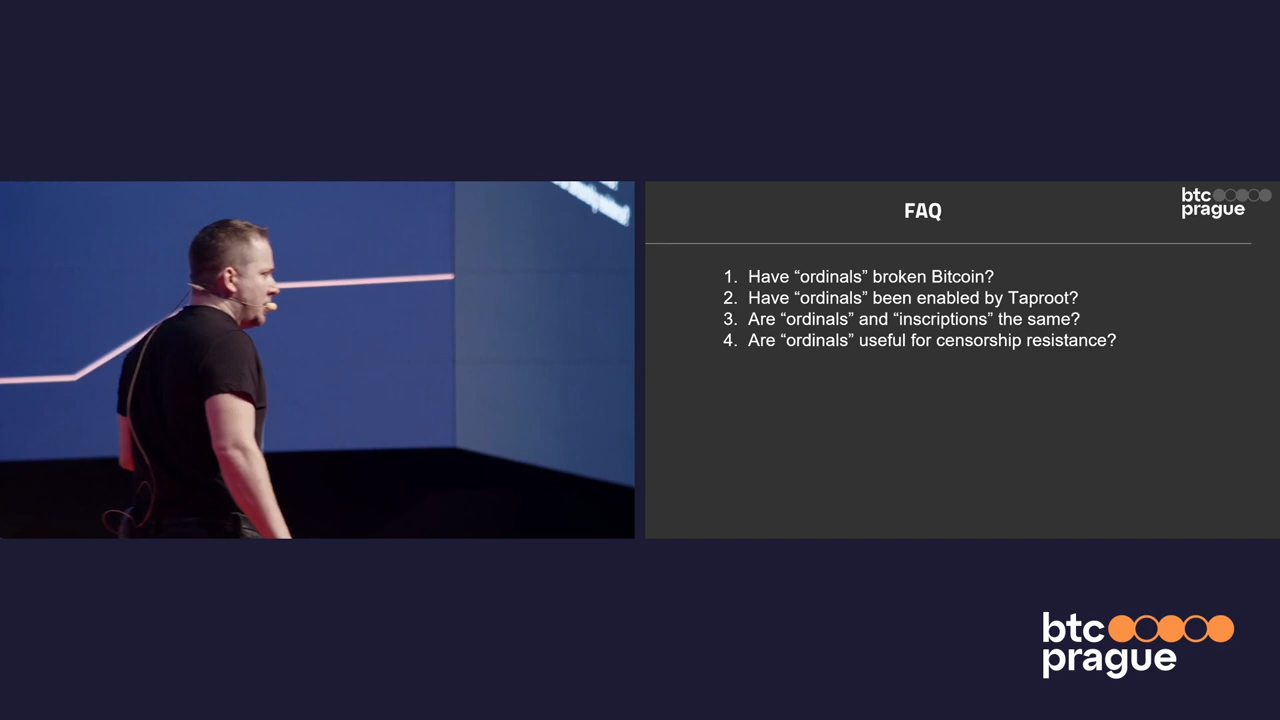 FAQ
btc
prague
1. Have “ordinals” broken Bitcoin?
2. Have “ordinals” been enabled by Taproot?
3. Are “ordinals” and “inscriptions” the same?
4. Are “ordinals” useful for censorship resistance?
btc
prague